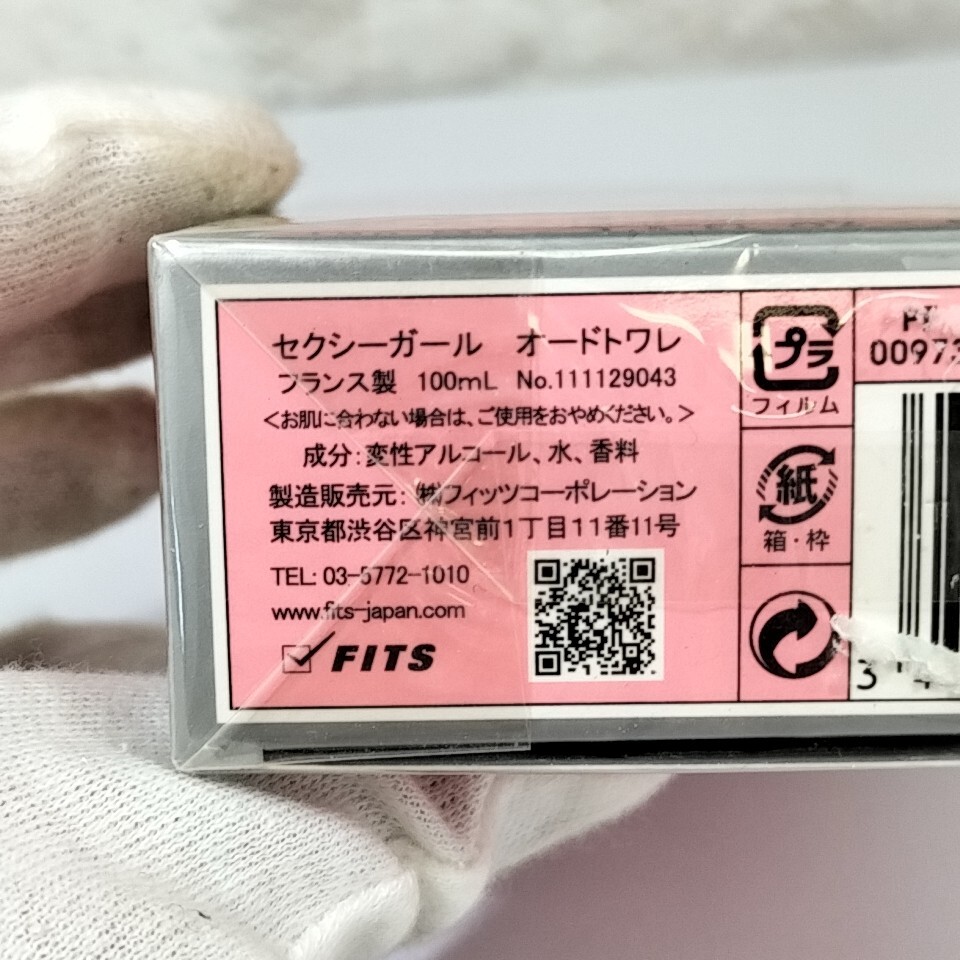 セクシーガール オードトワレ
フランス製 100mL No.111129043
<お肌に合わない場合は、ご使用をおやめください。>
成分:変性アルコール、水、香料
製造販売元:㈱フィッツコーポレーション
東京都渋谷区神宮前1丁目11番11号
TEL: 03-5772-1010
www.fits-japan.com
FITS
プラ
フィルム
紙
箱・枠
00973
3